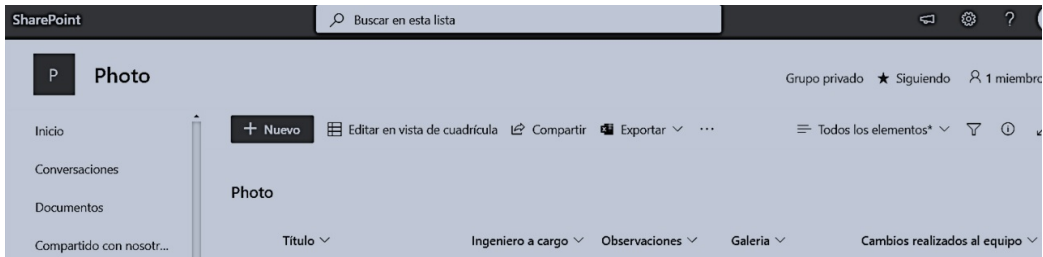 SharePoint
Buscar en esta lista
?
P
Photo
Grupo privado ★ Siguiendo 1 miembro
Inicio
+ Nuevo Editar en vista de cuadrícula Compartir Exportar ··· Todos los elementos*
Conversaciones
Photo
Documentos
Compartido con nosotr...
Título Ingeniero a cargo Observaciones Galeria Cambios realizados al equipo